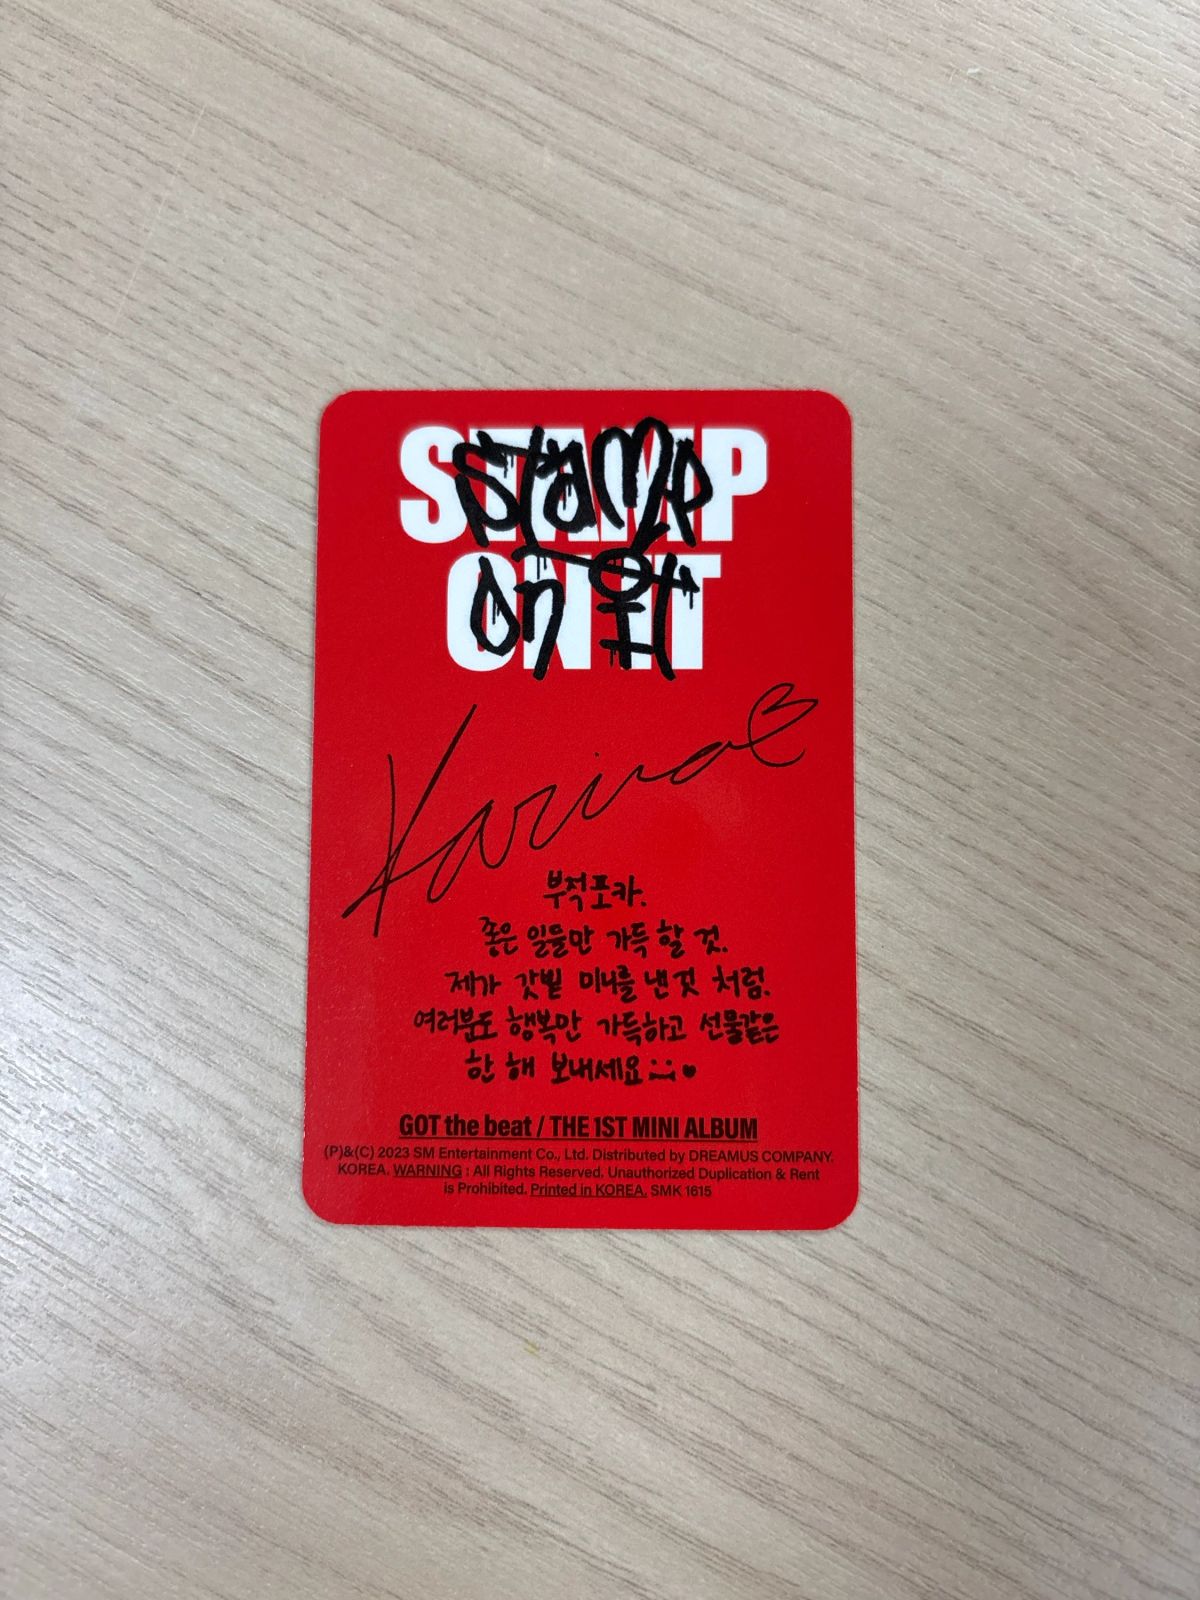 STAMP
ON IT
Stamp
on it
Karina
부적포카.
좋은 일들만 가득 할 것.
제가 갓빝 미니를 낸것 처럼.
여러분도 행복만 가득하고 선물같은
한 해 보내세요 ♥
GOT the beat / THE 1ST MINI ALBUM
(P)&(C) 2023 SM Entertainment Co., Ltd. Distributed by DREAMUS COMPANY.
KOREA. WARNING : All Rights Reserved. Unauthorized Duplication & Rent
is Prohibited. Printed in KOREA. SMK 1615